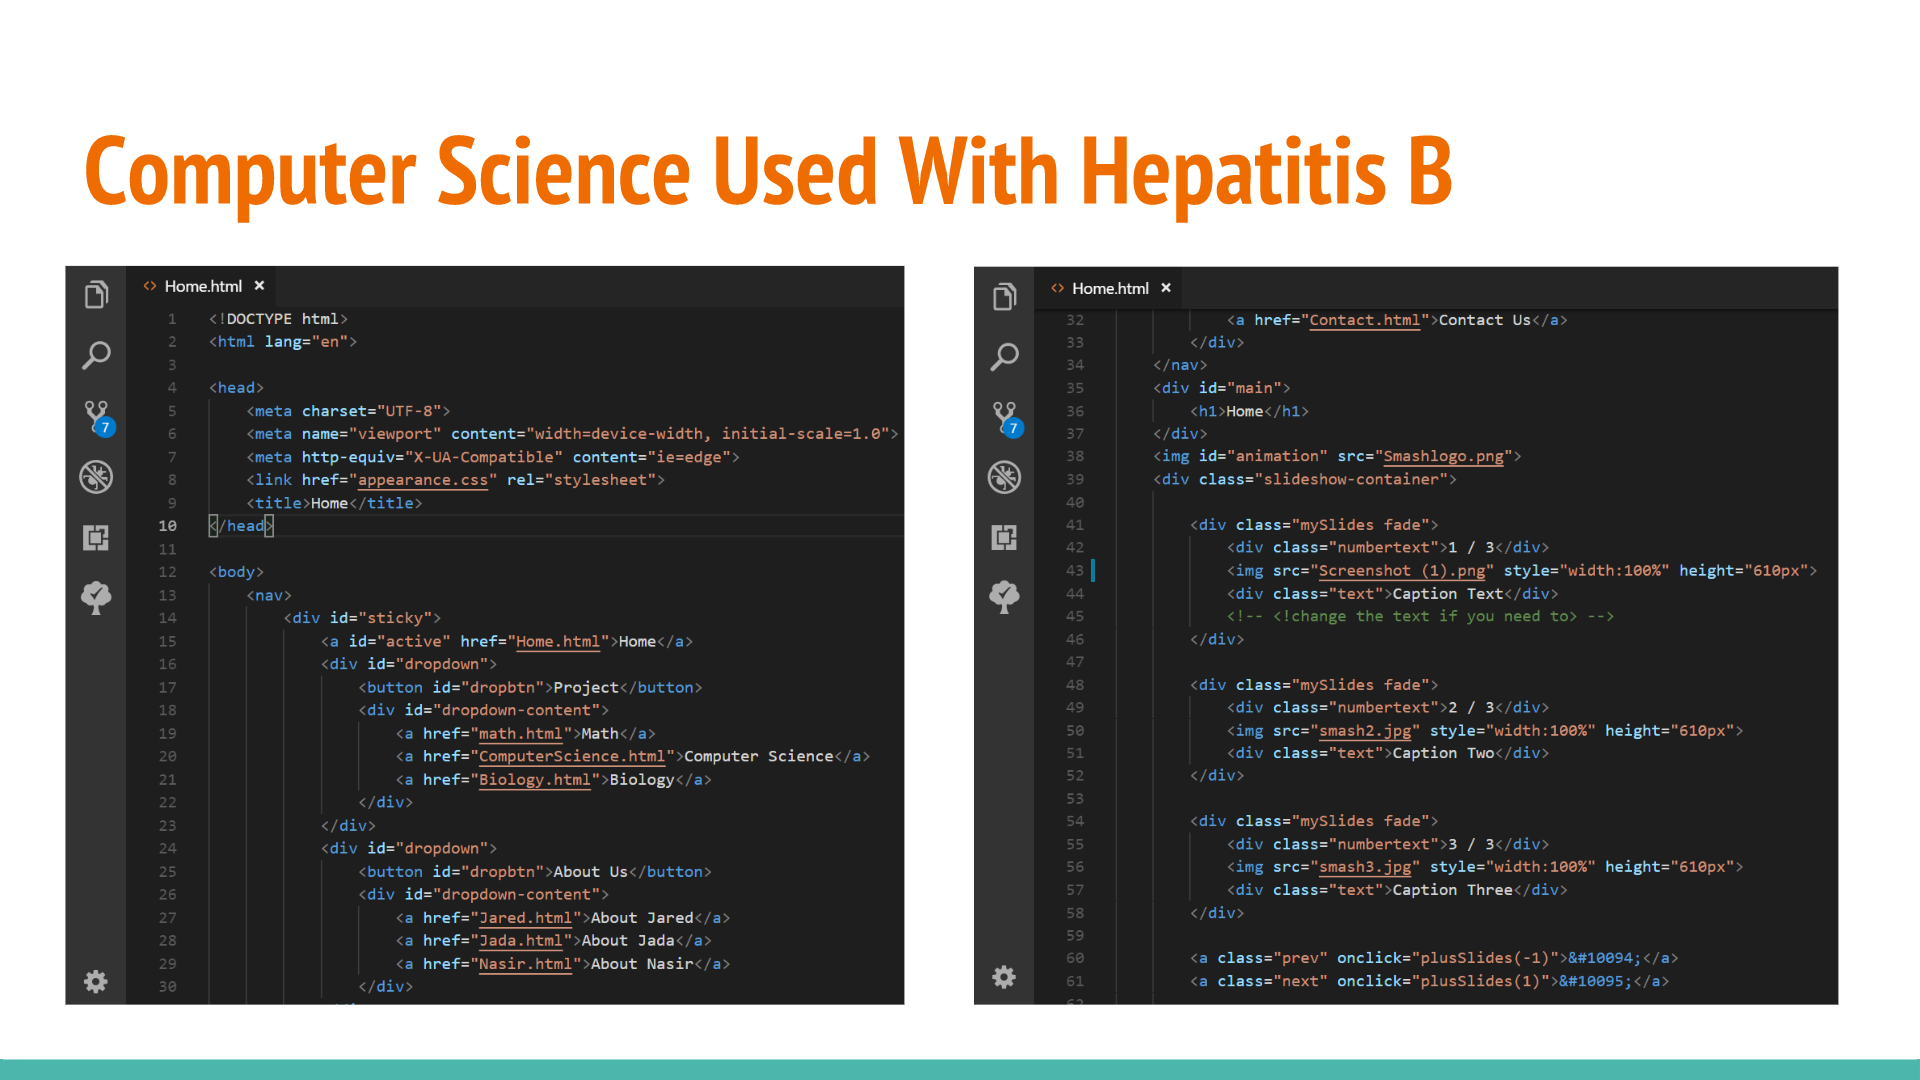 Computer Science Used With Hepatitis B
Home.html ×
1 <!DOCTYPE html>
2 <html lang="en">
3
4 <head>
5 <meta charset="UTF-8">
6 <meta name="viewport" content="width=device-width, initial-scale=1.0">
7 <meta http-equiv="X-UA-Compatible" content="ie=edge">
8 <link href="appearance.css" rel="stylesheet">
9 <title>Home</title>
10 </head>
11
12 <body>
13 <nav>
14 <div id="sticky">
15 <a id="active" href="Home.html">Home</a>
16 <div id="dropdown">
17 <button id="dropbtn">Project</button>
18 <div id="dropdown-content">
19 <a href="math.html">Math</a>
20 <a href="ComputerScience.html">Computer Science</a>
21 <a href="Biology.html">Biology</a>
22 </div>
23 </div>
24 <div id="dropdown">
25 <button id="dropbtn">About Us</button>
26 <div id="dropdown-content">
27 <a href="Jared.html">About Jared</a>
28 <a href="Jada.html">About Jada</a>
29 <a href="Nasir.html">About Nasir</a>
30 </div>
7
Home.html ×
32 <a href="Contact.html">Contact Us</a>
33 </div>
34 </nav>
35 <div id="main">
36 <h1>Home</h1>
37 </div>
38 <img id="animation" src="Smashlogo.png">
39 <div class="slideshow-container">
40
41 <div class="mySlides fade">
42 <div class="numbertext">1 / 3</div>
43 <img src="Screenshot (1).png" style="width:100%" height="610px">
44 <div class="text">Caption Text</div>
45 <!-- <!change the text if you need to> -->
46 </div>
47
48 <div class="mySlides fade">
49 <div class="numbertext">2 / 3</div>
50 <img src="smash2.jpg" style="width:100%" height="610px">
51 <div class="text">Caption Two</div>
52 </div>
53
54 <div class="mySlides fade">
55 <div class="numbertext">3 / 3</div>
56 <img src="smash3.jpg" style="width:100%" height="610px">
57 <div class="text">Caption Three</div>
58 </div>
59
60 <a class="prev" onclick="plusSlides(-1)">&#10094;</a>
61 <a class="next" onclick="plusSlides(1)">&#10095;</a>
7